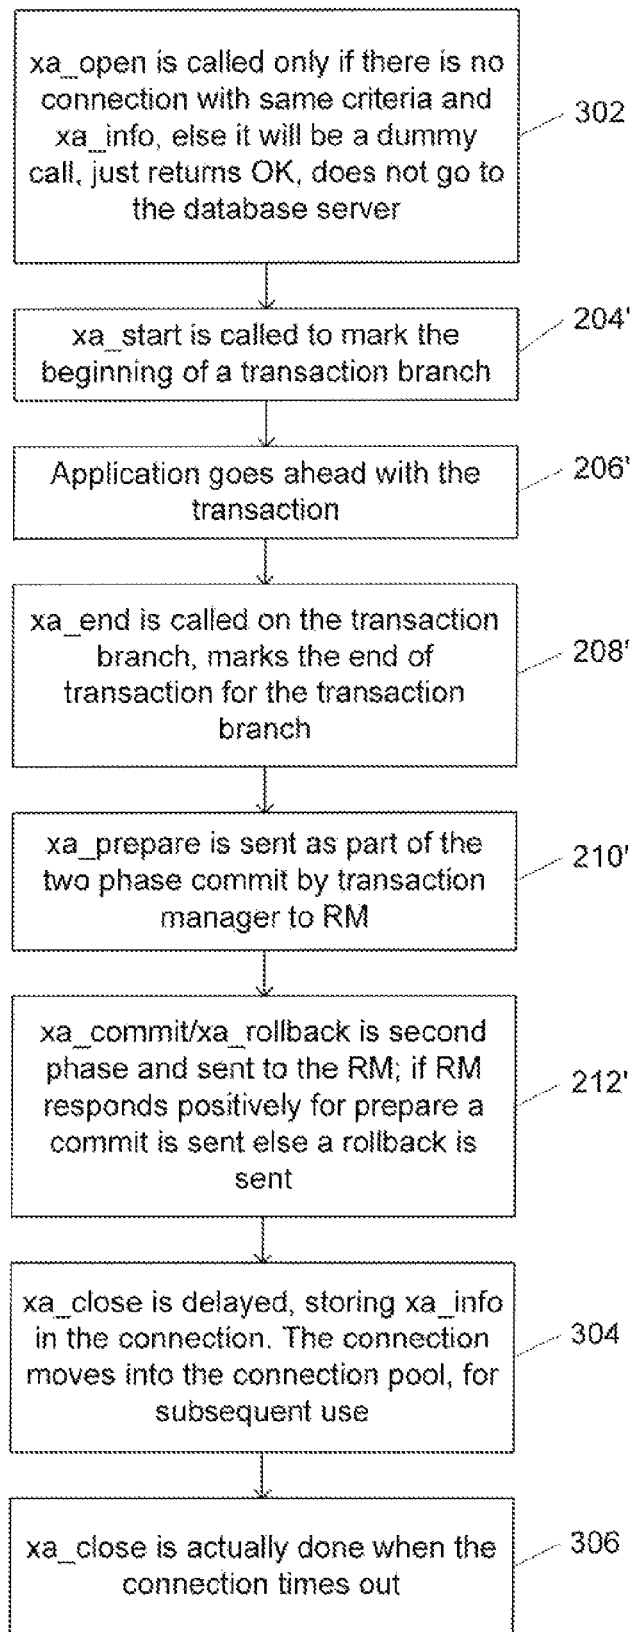 xa_open is called only if there is no
connection with same criteria and
xa_info, else it will be a dummy
call, just returns OK, does not go to
the database server
302
xa_start is called to mark the
beginning of a transaction branch
204'
Application goes ahead with the
transaction
206'
xa_end is called on the transaction
branch, marks the end of
transaction for the transaction
branch
208'
xa_prepare is sent as part of the
two phase commit by transaction
manager to RM
210'
xa_commit/xa_rollback is second
phase and sent to the RM; if RM
responds positively for prepare a
commit is sent else a rollback is
sent
212'
xa_close is delayed, storing xa_info
in the connection. The connection
moves into the connection pool, for
subsequent use
304
xa_close is actually done when the
connection times out
306